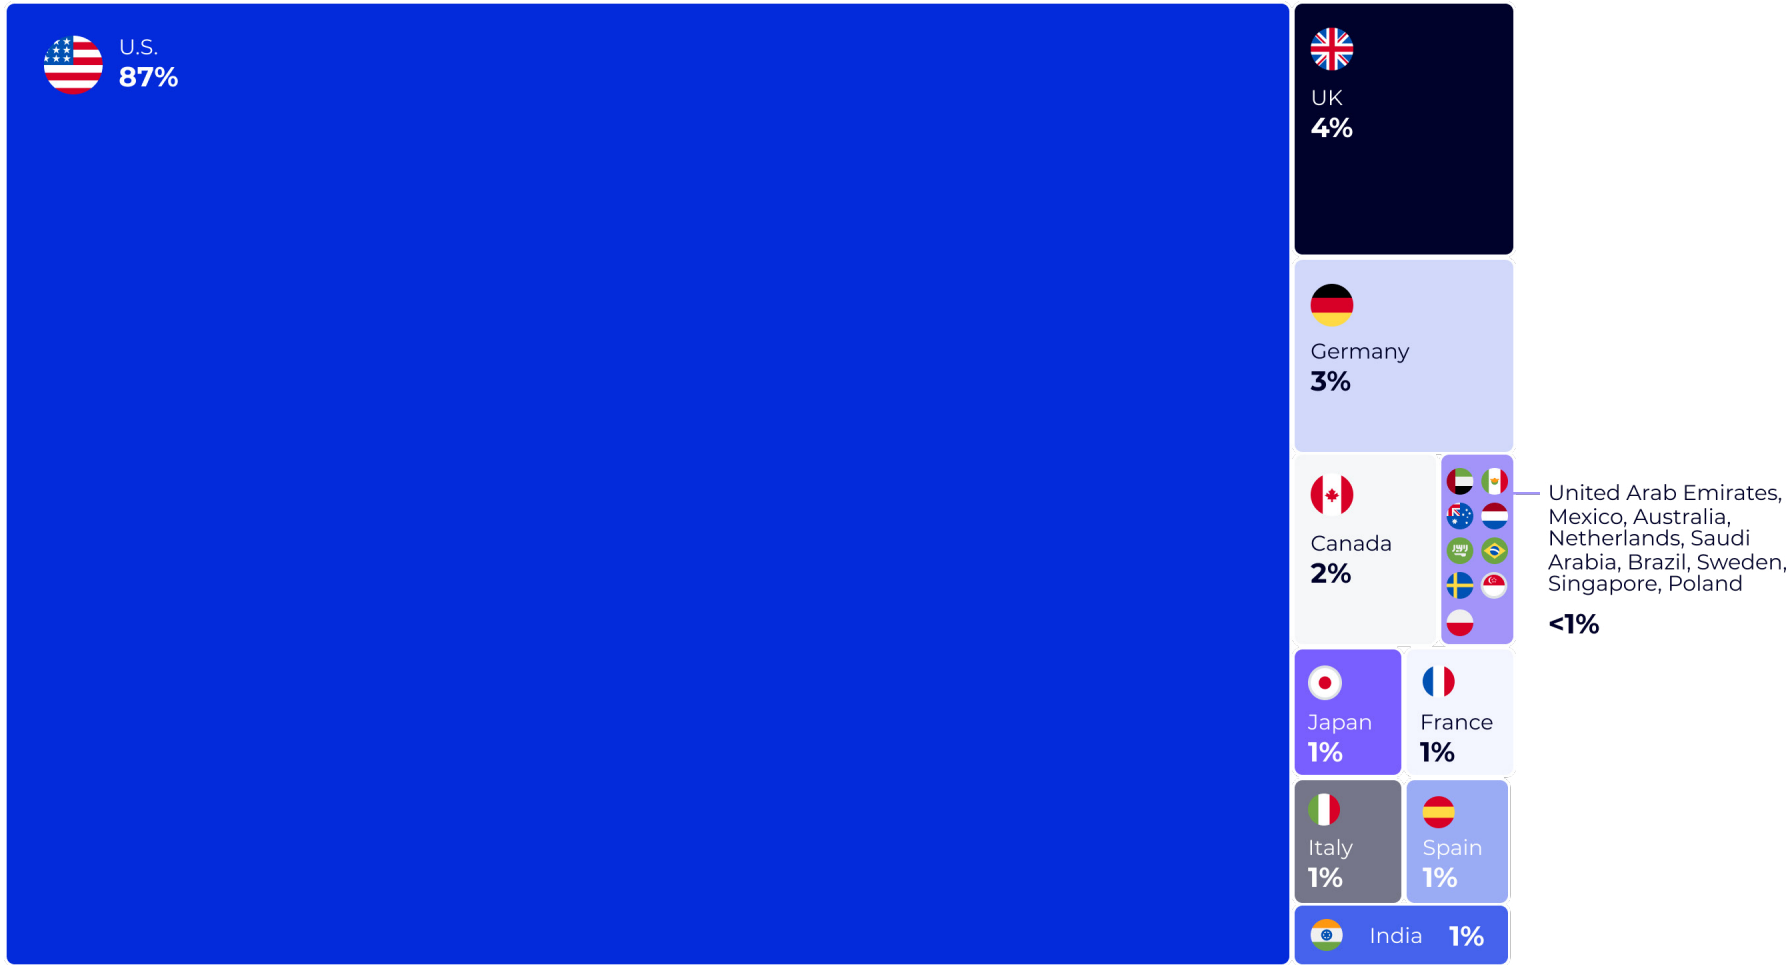 U.S.
87%
UK
4%
Germany
3%
Canada
2%
United Arab Emirates,
Mexico, Australia,
Netherlands, Saudi
Arabia, Brazil, Sweden,
Singapore, Poland
<1%
Japan
1%
France
1%
Italy
1%
Spain
1%
India 1%